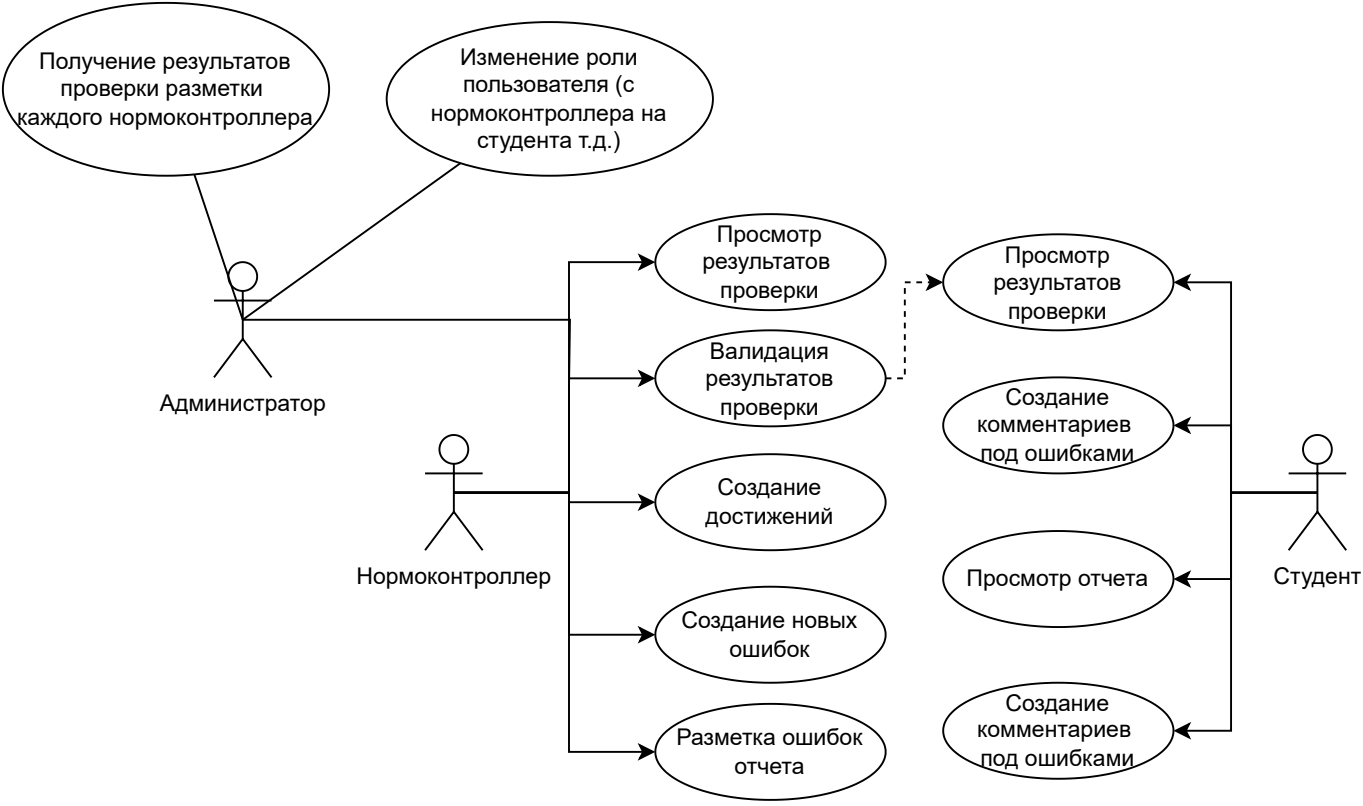 Получение результатов
проверки разметки
каждого нормоконтроллера
Изменение роли
пользователя (с
нормоконтроллера на
студента т.д.)
Администратор
Просмотр
результатов
проверки
Валидация
результатов
проверки
Нормоконтроллер
Создание
достижений
Создание новых
ошибок
Разметка ошибок
отчета
Просмотр
результатов
проверки
Создание
комментариев
под ошибками
Просмотр отчета
Создание
комментариев
под ошибками
Студент